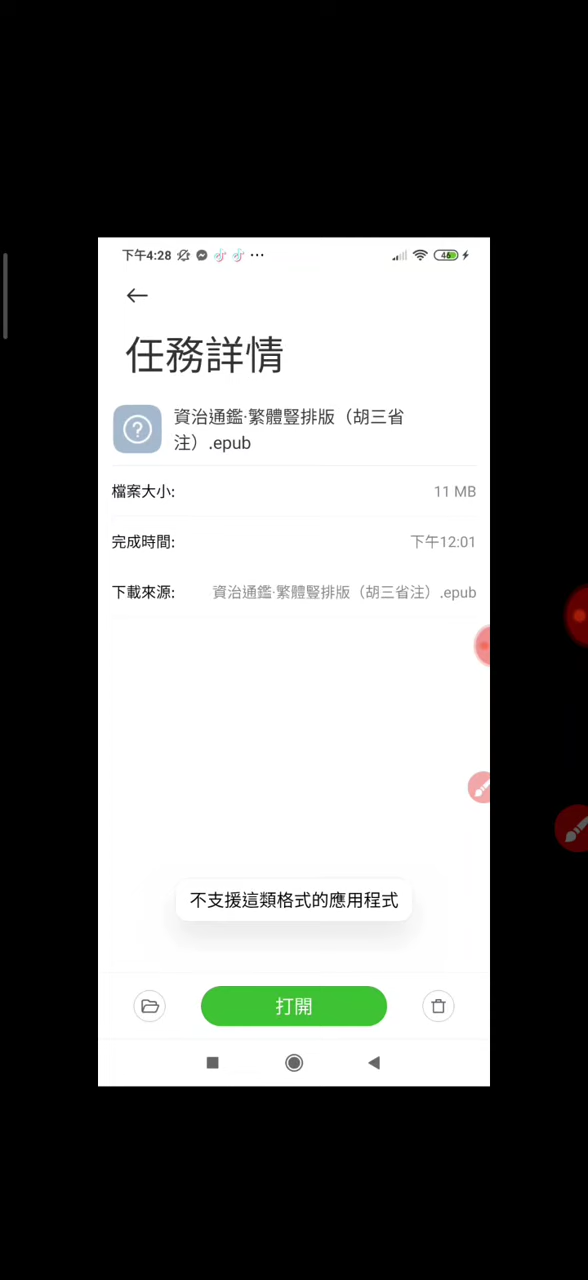 下午4:28
46
任務詳情
資治通鑑·繁體豎排版（胡三省
注）.epub
檔案大小:
11 MB
完成時間:
下午12:01
下載來源:
資治通鑑·繁體豎排版（胡三省注）.epub
不支援這類格式的應用程式
打開